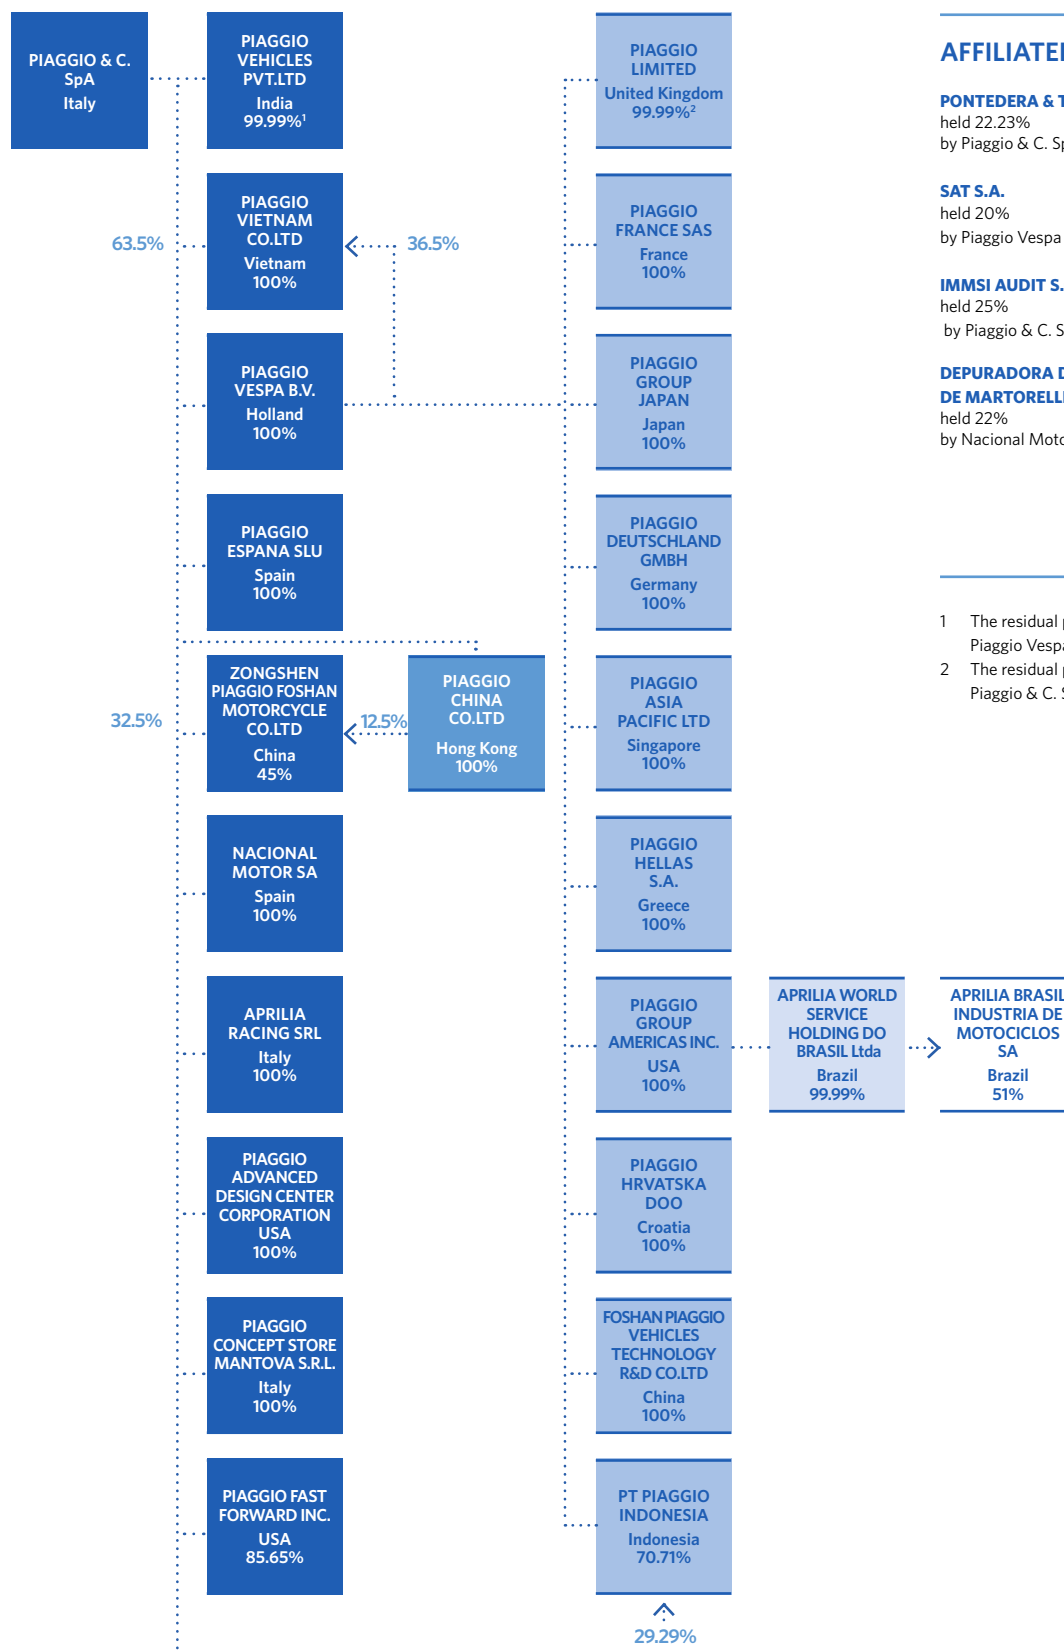 PIAGGIO & C.
SpA
Italy
PIAGGIO
VEHICLES
PVT.LTD
India
99.99%¹
63.5%
PIAGGIO
VIETNAM
CO.LTD
Vietnam
100%
36.5%
PIAGGIO
VESPA B.V.
Holland
100%
PIAGGIO
ESPANA SLU
Spain
100%
32.5%
ZONGSHEN
PIAGGIO FOSHAN
MOTORCYCLE
CO.LTD
China
45%
12.5%
PIAGGIO
CHINA
CO.LTD
Hong Kong
100%
NACIONAL
MOTOR SA
Spain
100%
APRILIA
RACING SRL
Italy
100%
PIAGGIO
ADVANCED
DESIGN CENTER
CORPORATION
USA
100%
PIAGGIO
CONCEPT STORE
MANTOVA S.R.L.
Italy
100%
PIAGGIO FAST
FORWARD INC.
USA
85.65%
PIAGGIO
LIMITED
United Kingdom
99.99%²
PIAGGIO
FRANCE SAS
France
100%
PIAGGIO
GROUP
JAPAN
Japan
100%
PIAGGIO
DEUTSCHLAND
GMBH
Germany
100%
PIAGGIO
ASIA
PACIFIC LTD
Singapore
100%
PIAGGIO
HELLAS
S.A.
Greece
100%
PIAGGIO
GROUP
AMERICAS INC.
USA
100%
APRILIA WORLD
SERVICE
HOLDING DO
BRASIL Ltda
Brazil
99.99%
APRILIA BRASIL
INDUSTRIA DE
MOTOCICLOS
SA
Brazil
51%
PIAGGIO
HRVATSKA
DOO
Croatia
100%
FOSHAN PIAGGIO
VEHICLES
TECHNOLOGY
R&D CO.LTD
China
100%
PT PIAGGIO
INDONESIA
Indonesia
70.71%
29.29%
AFFILIATE
PONTEDERA &
held 22.23%
by Piaggio & C.
SAT S.A.
held 20%
by Piaggio Vespa
IMMSI AUDIT
held 25%
by Piaggio & C.
DEPURADORA
DE
held 22%
by Nacional
1 The residual
Piaggio
2 The residual
Piaggio & C.